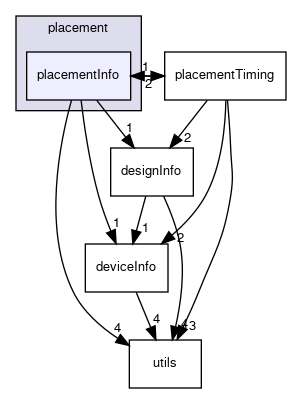 placement
placementInfo
placementTiming
1
2
1
2
designInfo
1
1
2
deviceInfo
4
4
3
utils